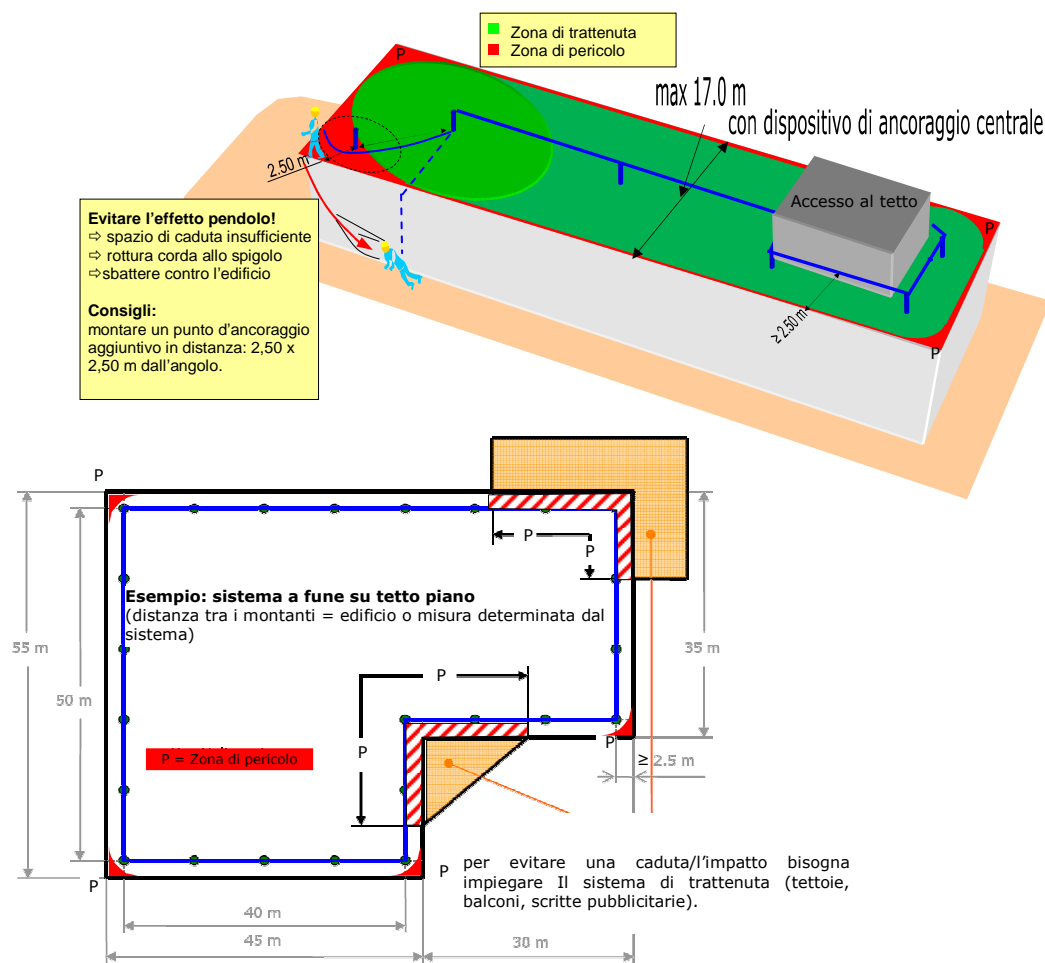 Zona di trattenuta
Zona di pericolo
P
max 17.0 m
con dispositivo di ancoraggio centrale
2.50 m
Accesso al tetto
P
≥ 2.50 m
P
Evitare l'effetto pendolo!
⇨ spazio di caduta insufficiente
⇨ rottura corda allo spigolo
⇨sbattere contro l'edificio
Consigli:
montare un punto d'ancoraggio
aggiuntivo in distanza: 2,50 x
2,50 m dall'angolo.
P
P
P
Esempio: sistema a fune su tetto piano
(distanza tra i montanti = edificio o misura determinata dal
sistema)
55 m
35 m
50 m
P
P
P
P = Zona di pericolo
≥ 2.5 m
P
P
per evitare una caduta/l'impatto bisogna
impiegare Il sistema di trattenuta (tettoie,
balconi, scritte pubblicitarie).
40 m
45 m
30 m